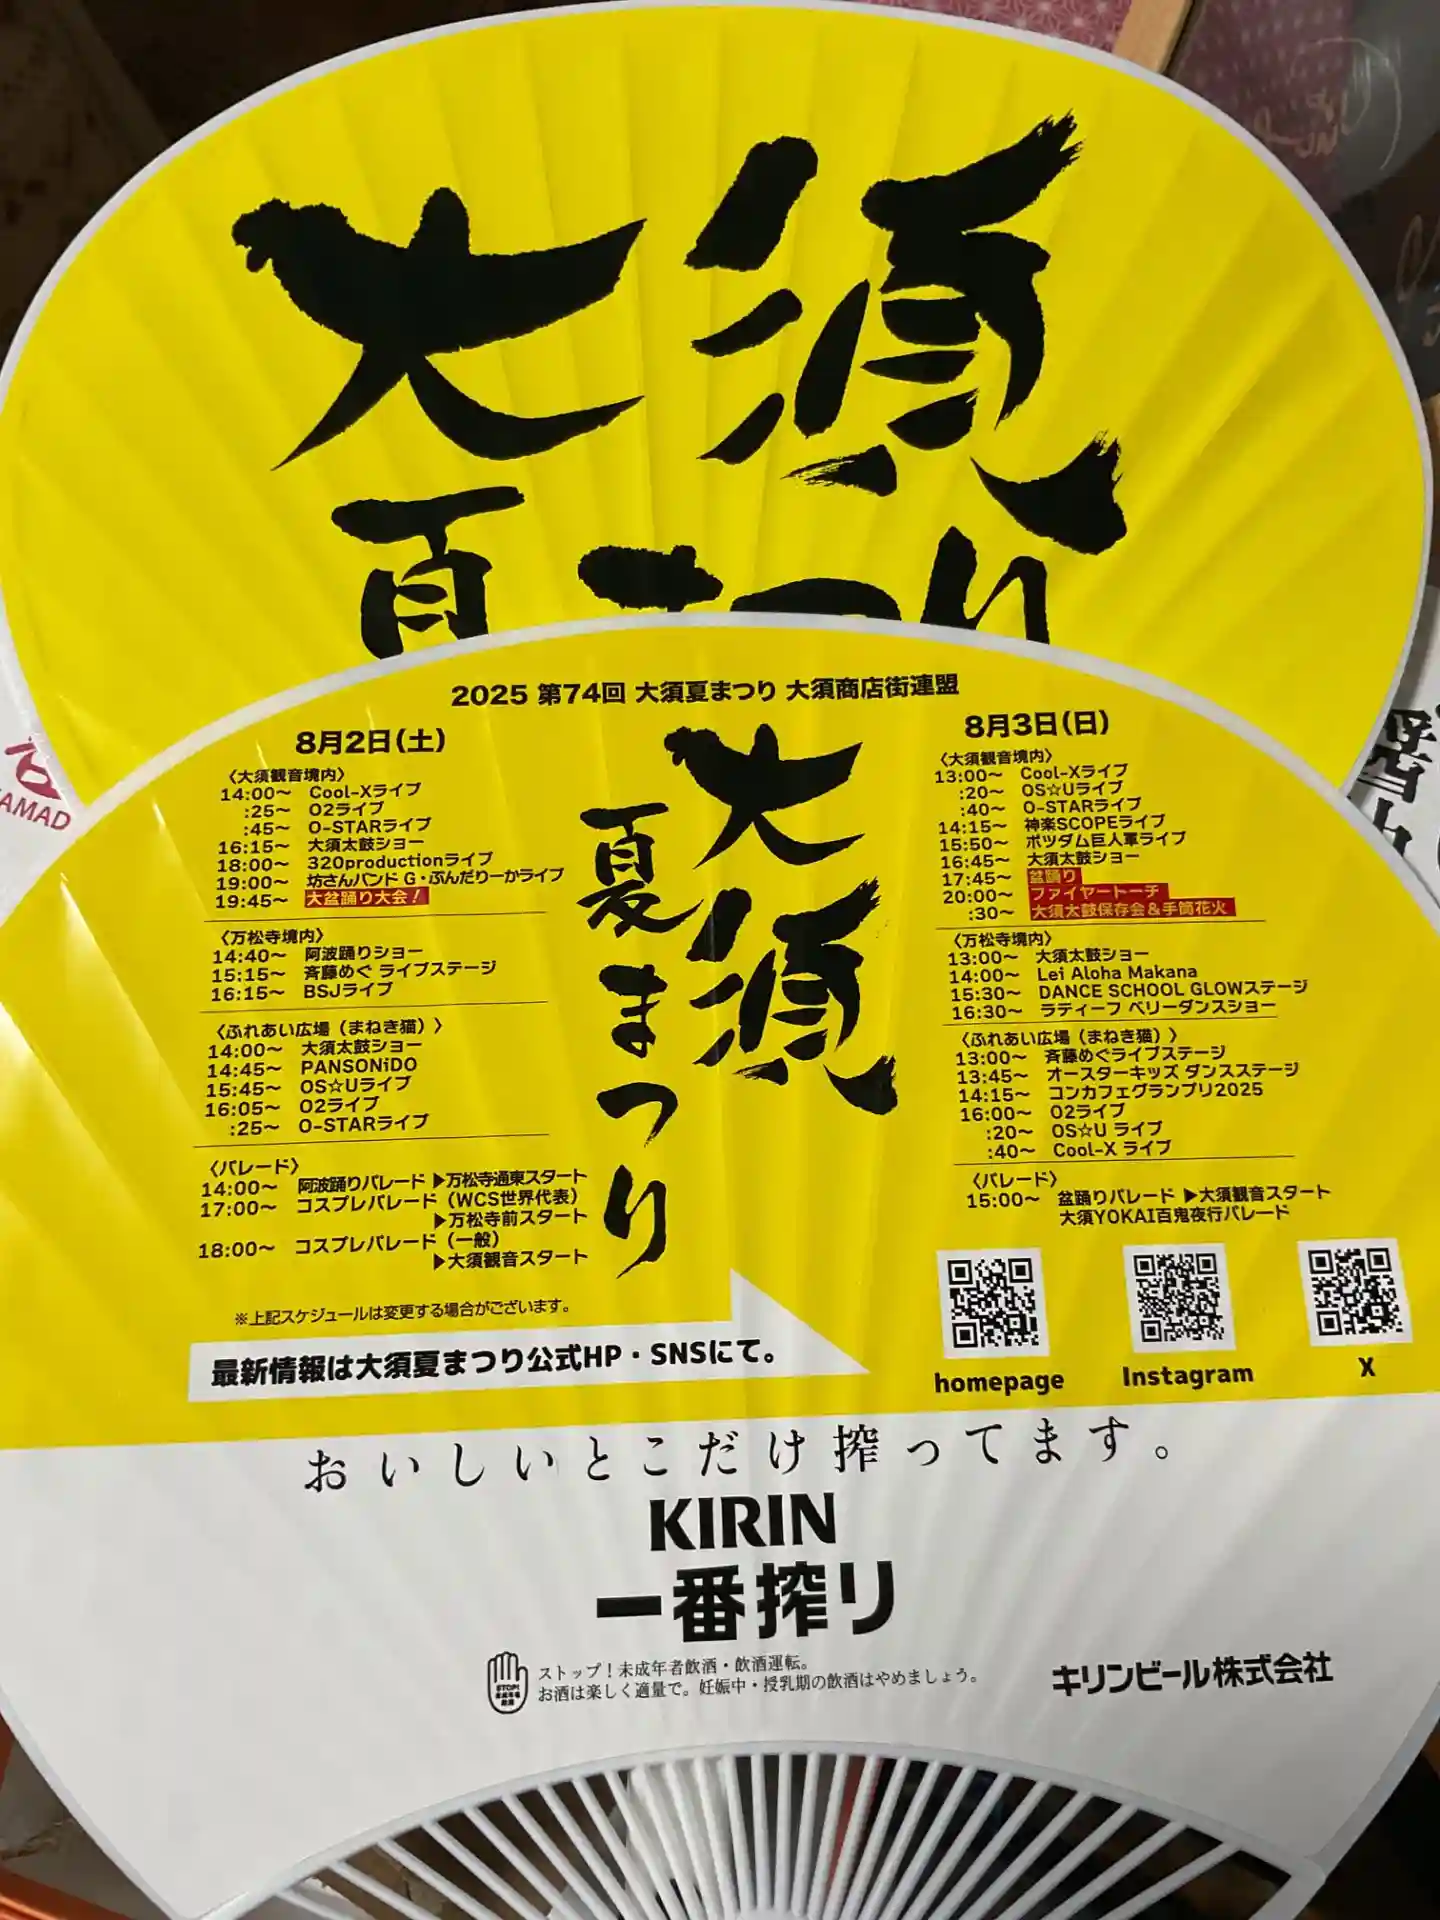 大須
夏まつり
2025 第74回 大須夏まつり 大須商店街連盟
8月2日(土)
〈大須観音境内〉
14:00〜 Cool-Xライブ
:25〜 O2ライブ
:45〜 O-STARライブ
16:15〜 大須太鼓ショー
18:00〜 320productionライブ
19:00〜 坊さんバンド G・ぷんだりーかライブ
19:45〜 大盆踊り大会！
〈万松寺境内〉
14:40〜 阿波踊りショー
15:15〜 斉藤めぐ ライブステージ
16:15〜 BSJライブ
〈ふれあい広場（まねき猫）〉
14:00〜 大須太鼓ショー
14:45〜 PANSONiDO
15:45〜 OS☆Uライブ
16:05〜 O2ライブ
:25〜 O-STARライブ
〈パレード〉
14:00〜 阿波踊りパレード ▶万松寺通東スタート
17:00〜 コスプレパレード（WCS世界代表）
▶万松寺前スタート
18:00〜 コスプレパレード（一般）
▶大須観音スタート
※上記スケジュールは変更する場合がございます。
最新情報は大須夏まつり公式HP・SNSにて。
大須
夏まつり
8月3日(日)
〈大須観音境内〉
13:00〜 Cool-Xライブ
:20〜 OS☆Uライブ
:40〜 O-STARライブ
14:15〜 神楽SCOPEライブ
15:50〜 ポツダム巨人軍ライブ
16:45〜 大須太鼓ショー
17:45〜 盆踊り
20:00〜 ファイヤートーチ
:30〜 大須太鼓保存会＆手筒花火
〈万松寺境内〉
13:00〜 大須太鼓ショー
14:00〜 Lei Aloha Makana
15:30〜 DANCE SCHOOL GLOWステージ
16:30〜 ラティーフ ベリーダンスショー
〈ふれあい広場（まねき猫）〉
13:00〜 斉藤めぐライブステージ
13:45〜 オースターキッズ ダンスステージ
14:15〜 コンカフェグランプリ2025
16:00〜 O2ライブ
:20〜 OS☆U ライブ
:40〜 Cool-X ライブ
〈パレード〉
15:00〜 盆踊りパレード ▶大須観音スタート
大須YOKAI百鬼夜行パレード
homepage
Instagram
X
おいしいとこだけ搾ってます。
KIRIN
一番搾り
ストップ！未成年者飲酒・飲酒運転。
お酒は楽しく適量で。妊娠中・授乳期の飲酒はやめましょう。
キリンビール株式会社